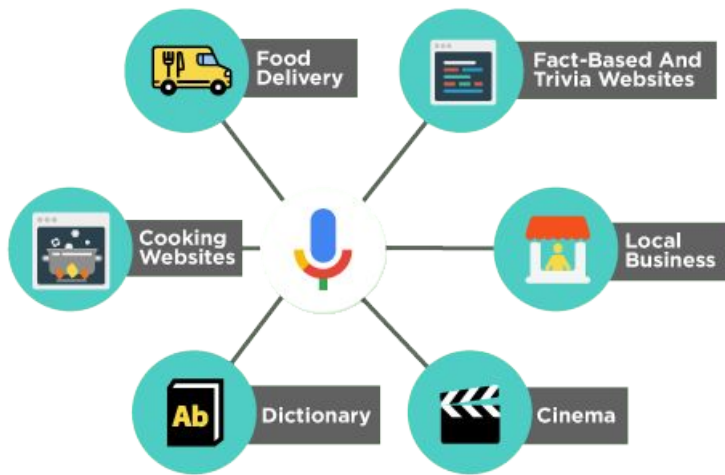 Food
Delivery
Fact-Based And
Trivia Websites
Cooking
Websites
Local
Business
Ab
Dictionary
Cinema